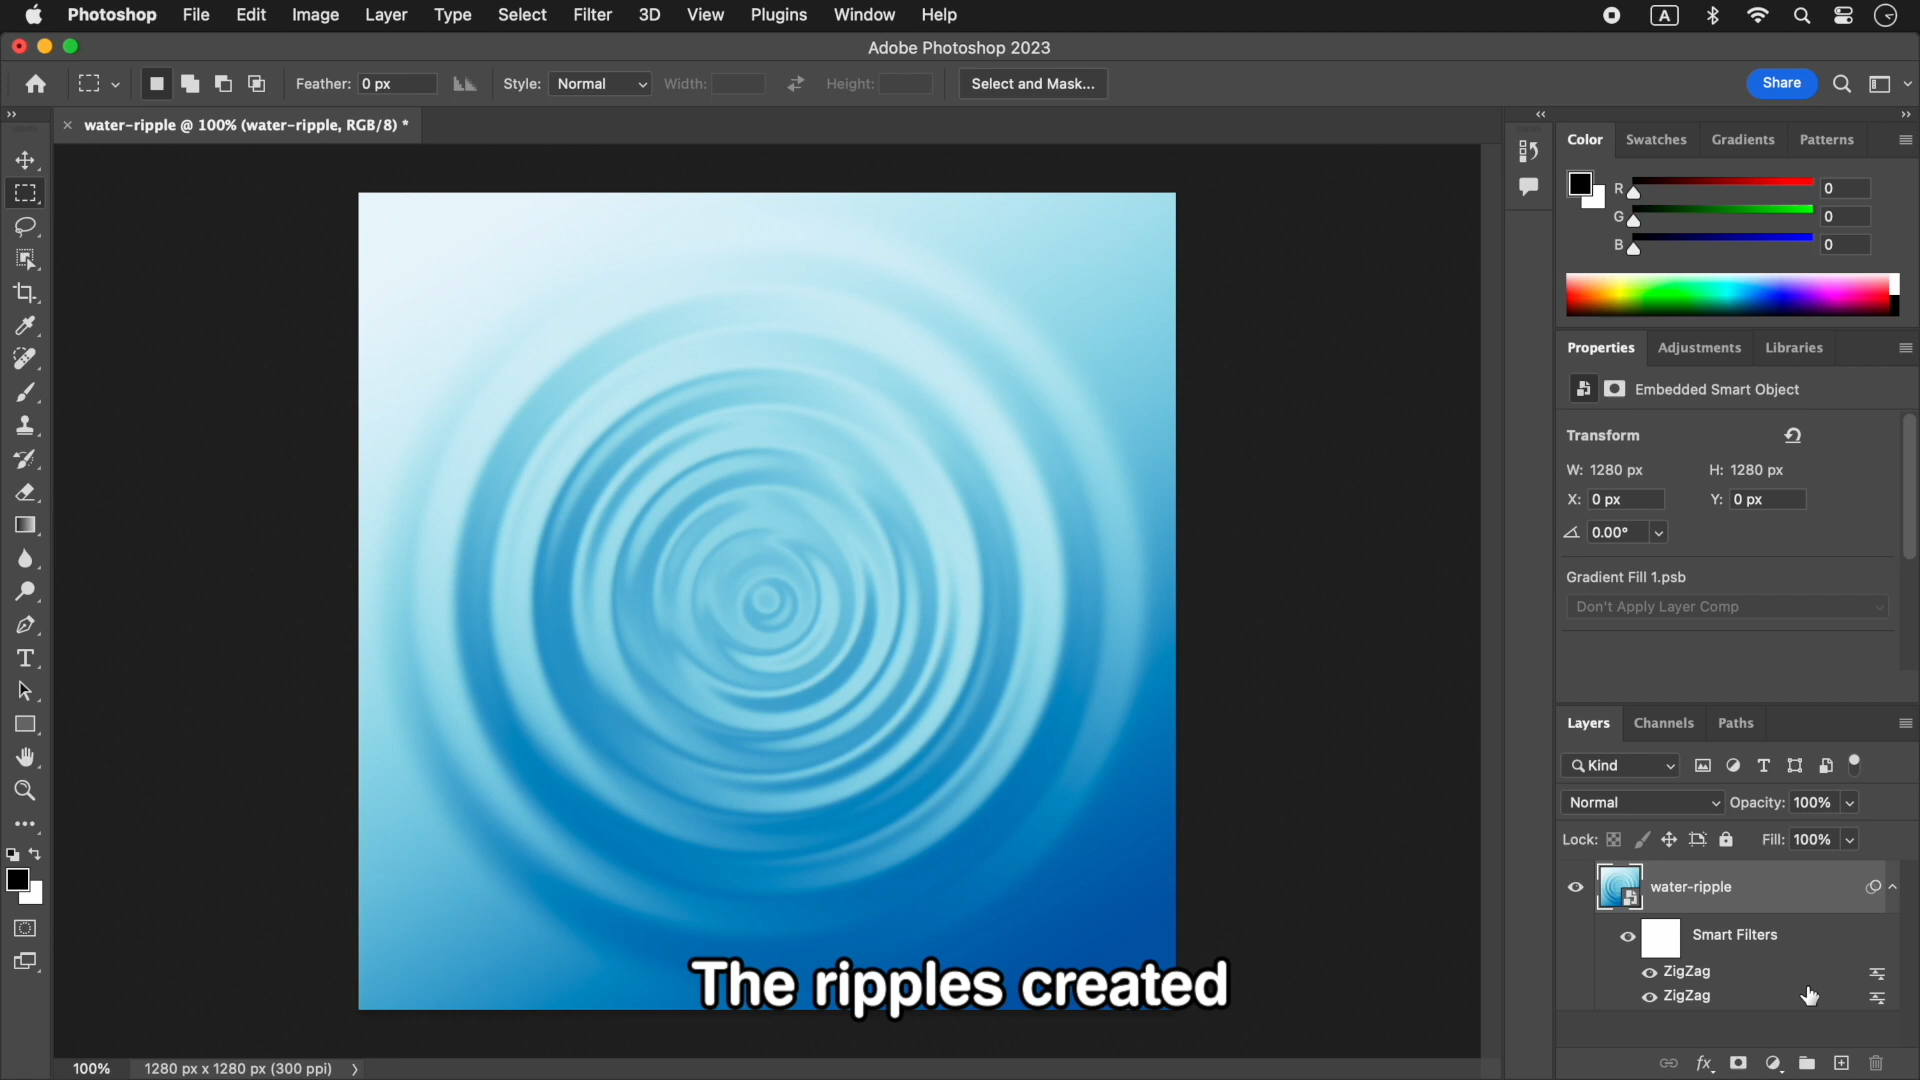 Photoshop File Edit Image Layer Type Select Filter 3D View Plugins Window Help A
Adobe Photoshop 2023
Feather: 0 px Style: Normal Width: Height: Select and Mask... Share
water-ripple @ 100% (water-ripple, RGB/8) *
Color Swatches Gradients Patterns
R 0
G 0
B 0
Properties Adjustments Libraries
Embedded Smart Object
Transform
W: 1280 px H: 1280 px
X: 0 px Y: 0 px
0.00°
Gradient Fill 1.psb
Don't Apply Layer Comp
Layers Channels Paths
Kind
Normal Opacity: 100%
Lock: Fill: 100%
water-ripple
Smart Filters
ZigZag
ZigZag
The ripples created
fx
100% 1280 px x 1280 px (300 ppi)